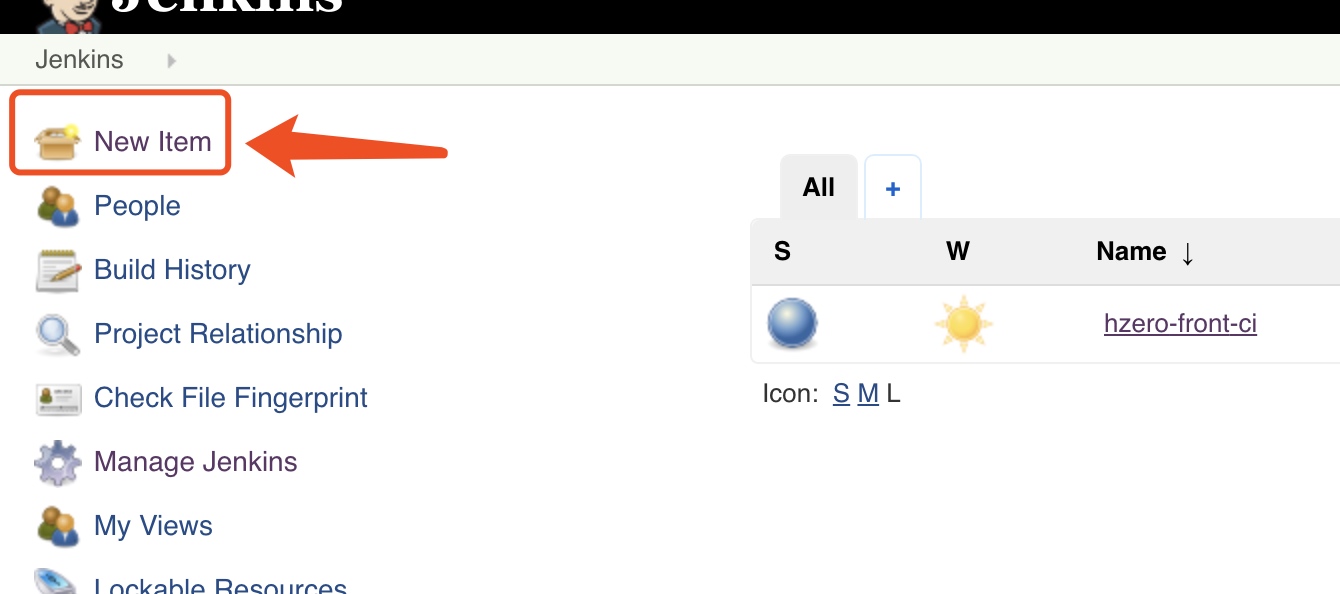 Jenkins
Jenkins
New Item
People
Build History
Project Relationship
Check File Fingerprint
Manage Jenkins
My Views
Lockable Resources
All +
S W Name ↓
hzero-front-ci
Icon: S M L